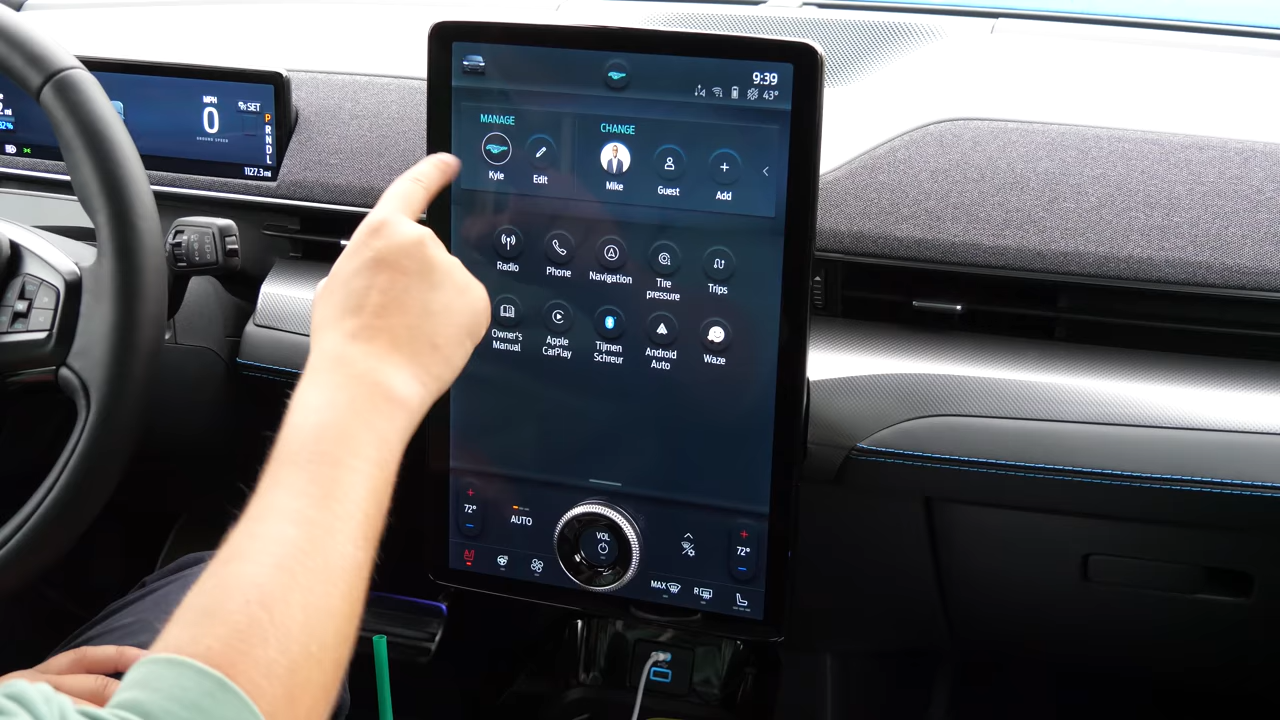 MPH
0
SET
P
R
N
D
L
1127.3 mi
9:39
43°
MANAGE
CHANGE
Kyle
Edit
Mike
Guest
Add
Radio
Phone
Navigation
Tire
pressure
Trips
Owner's
Manual
Apple
CarPlay
Tijmen
Schreur
Android
Auto
Waze
72°
AUTO
VOL
72°
MAX
R